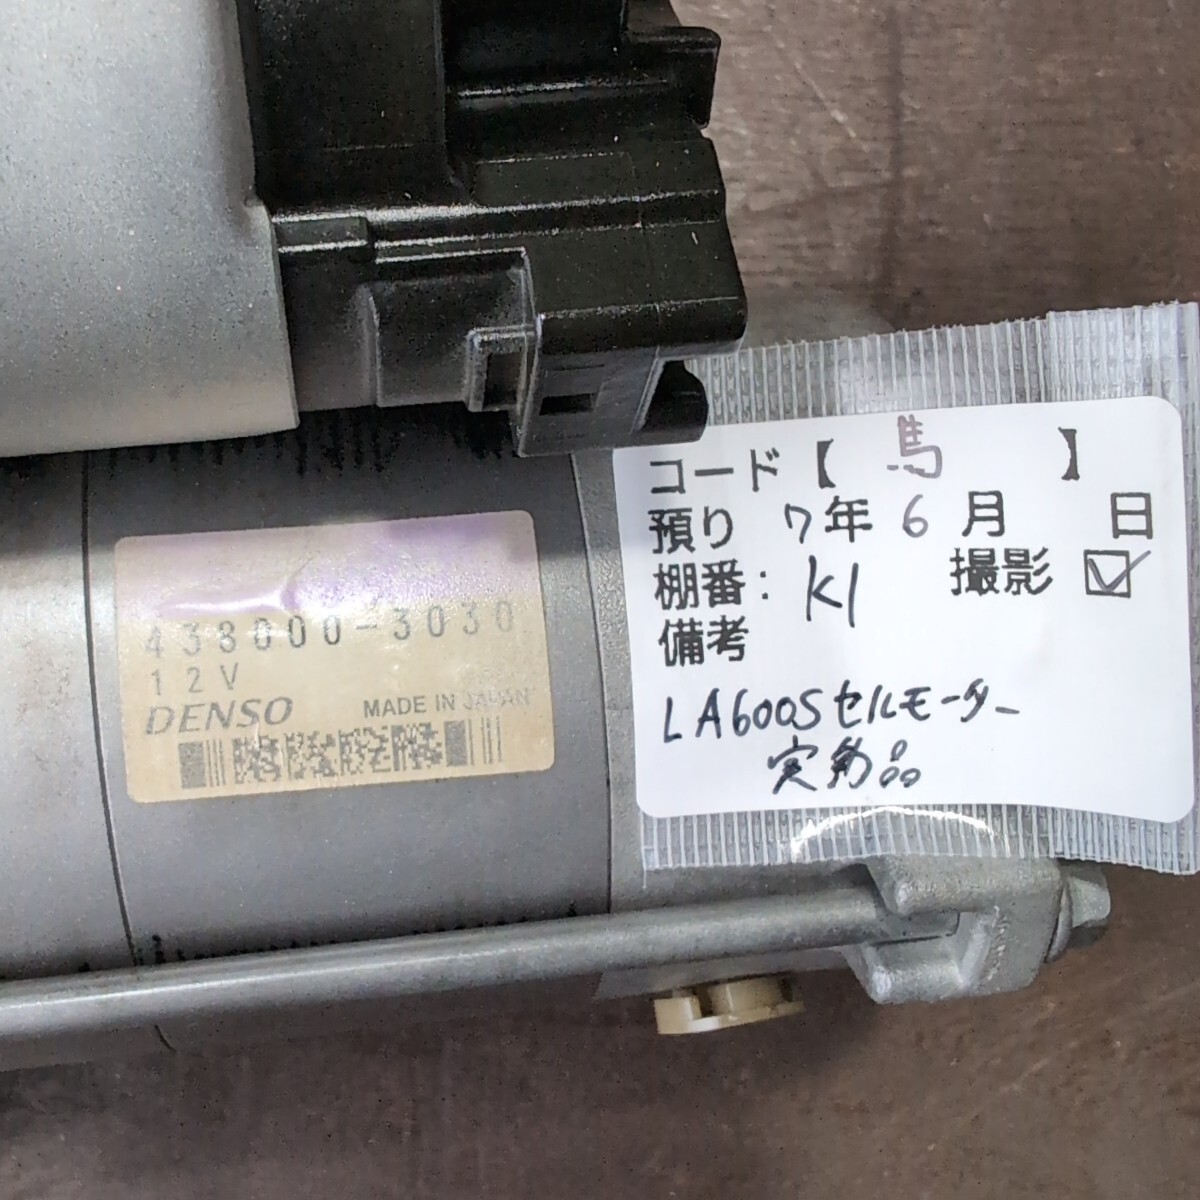 438000-3030
12V
DENSO MADE IN JAPAN
コード【 馬 】
預り 7年 6月 日
棚番: K1 撮影 ☑
備考
LA600Sセルモーター
実動品